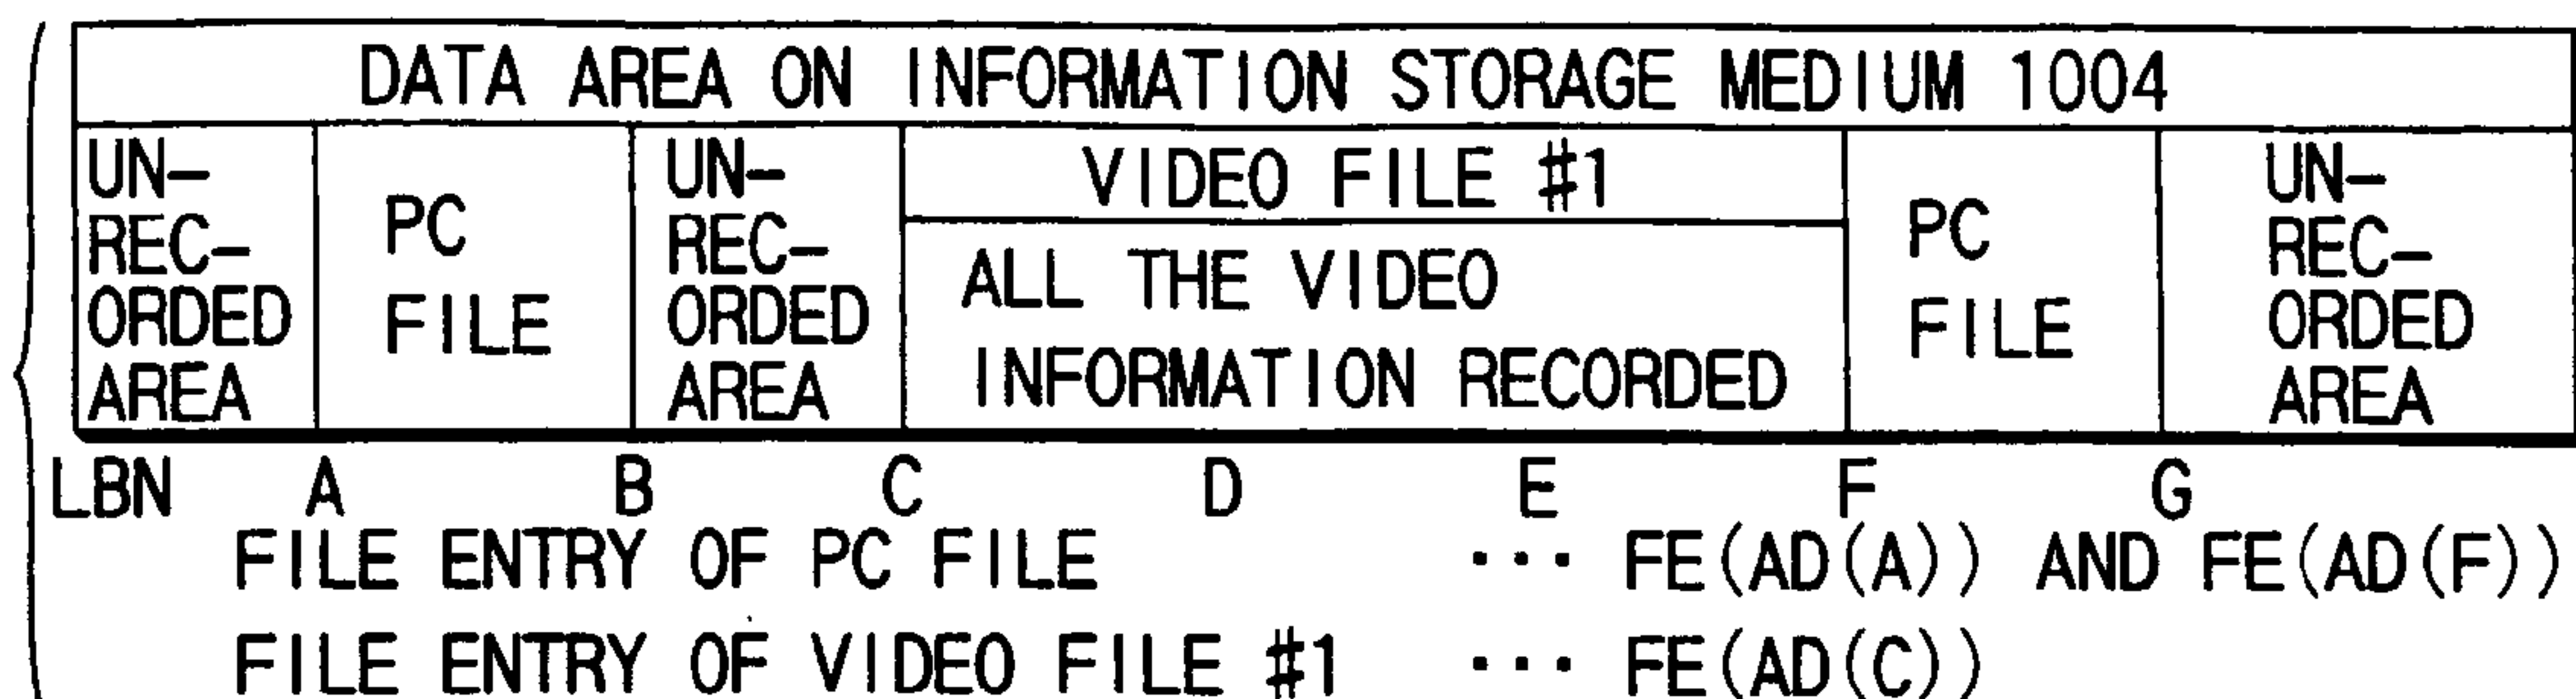 DATA AREA ON INFORMATION STORAGE MEDIUM 1004
UN-
REC-
ORDED
AREA
PC
FILE
UN-
REC-
ORDED
AREA
VIDEO FILE #1
ALL THE VIDEO
INFORMATION RECORDED
PC
FILE
UN-
REC-
ORDED
AREA
LBN A B C D E F G
FILE ENTRY OF PC FILE ··· FE(AD(A)) AND FE(AD(F))
FILE ENTRY OF VIDEO FILE #1 ··· FE(AD(C))